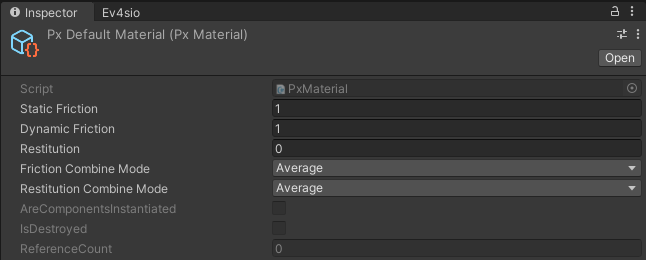 Inspector Ev4sio
Px Default Material (Px Material)
Open
Script PxMaterial
Static Friction 1
Dynamic Friction 1
Restitution 0
Friction Combine Mode Average
Restitution Combine Mode Average
AreComponentsInstantiated
IsDestroyed
ReferenceCount 0